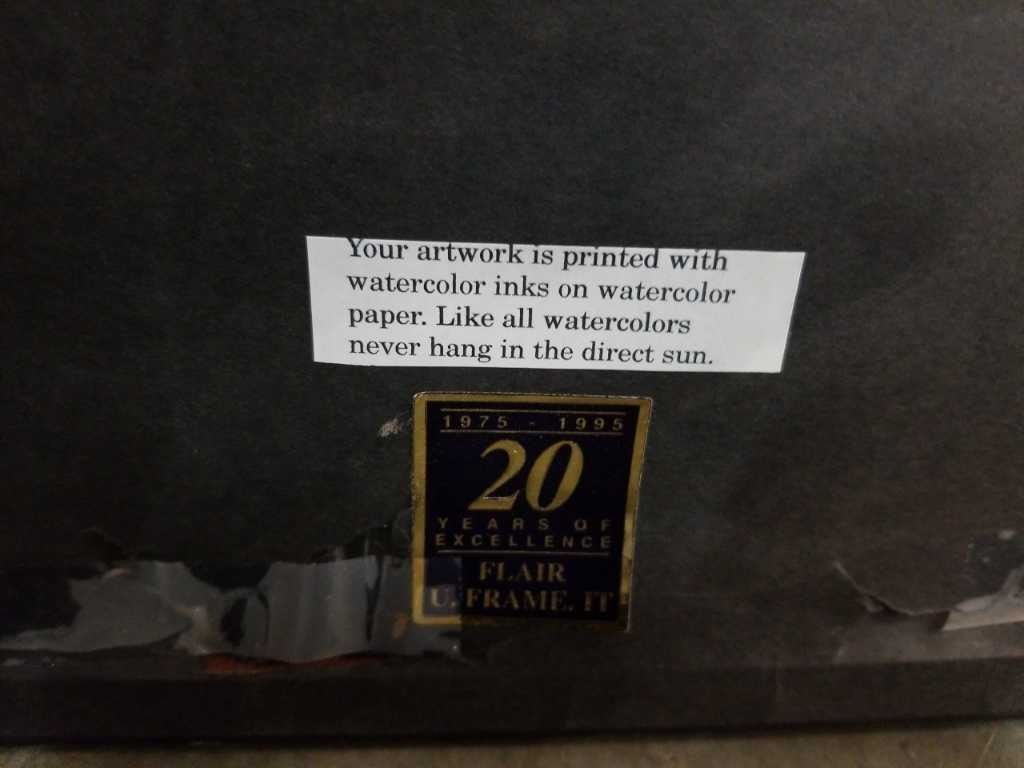 Your artwork is printed with
watercolor inks on watercolor
paper. Like all watercolors
never hang in the direct sun.
1975 - 1995
20
YEARS OF
EXCELLENCE
FLAIR
U. FRAME. IT